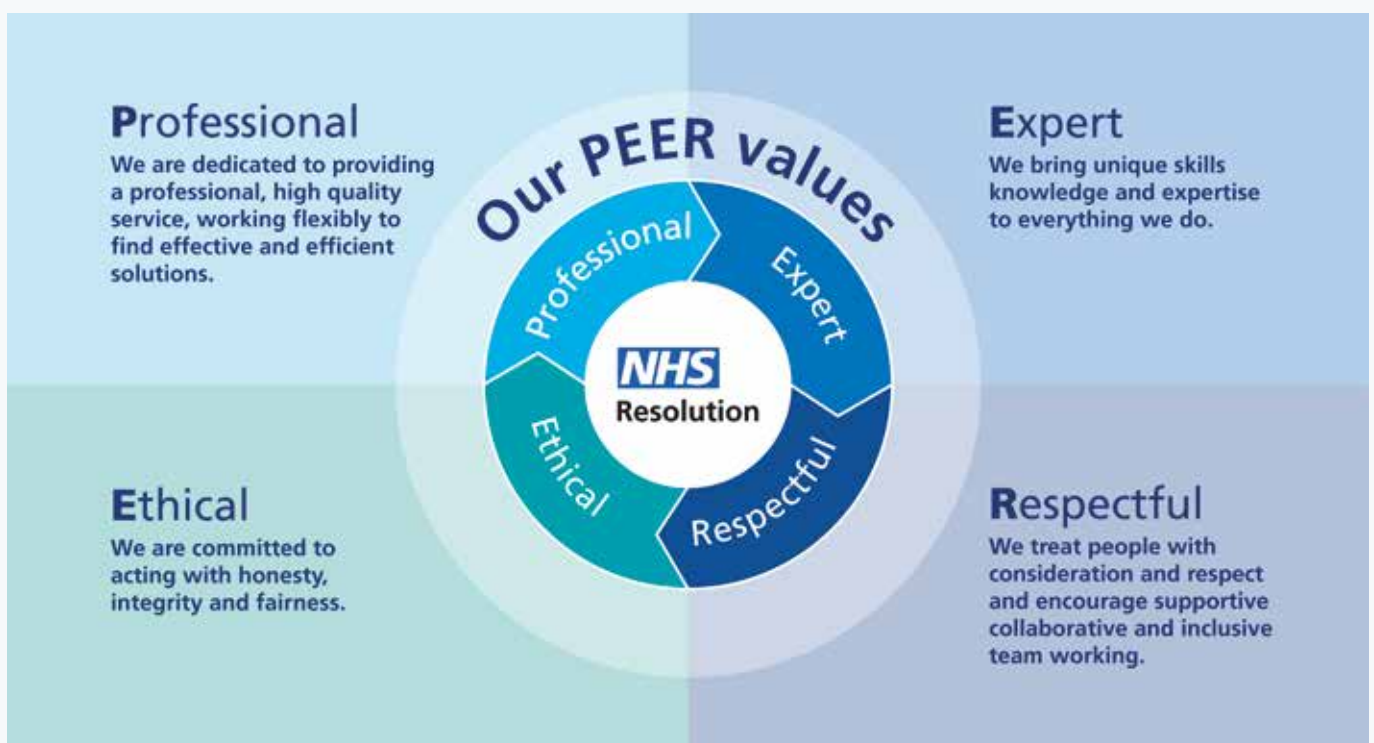 Our PEER values
Professional
We are dedicated to providing
a professional, high quality
service, working flexibly to
find effective and efficient
solutions.
Expert
We bring unique skills
knowledge and expertise
to everything we do.
Professional
Expert
NHS
Resolution
Ethical
Respectful
Ethical
We are committed to
acting with honesty,
integrity and fairness.
Respectful
We treat people with
consideration and respect
and encourage supportive
collaborative and inclusive
team working.